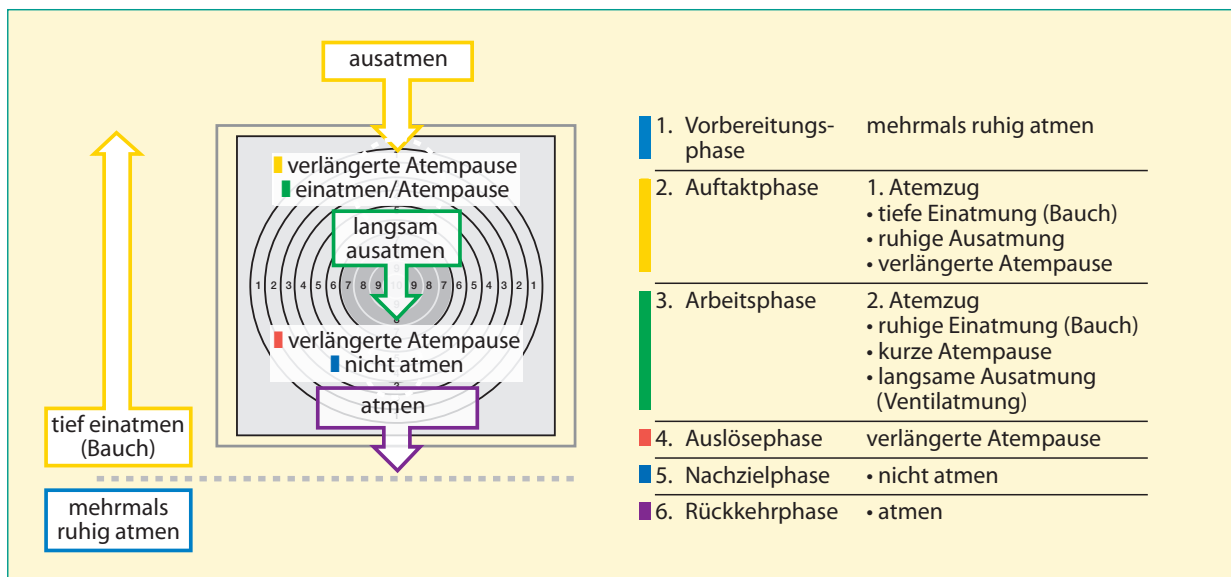 ausatmen
verlängerte Atempause
einatmen/Atempause
langsam
ausatmen
9
1 2 3 4 5 6 7 8 9 10 9 8 7 6 5 4 3 2 1
9
8
verlängerte Atempause
nicht atmen
2
atmen
tief einatmen
(Bauch)
mehrmals
ruhig atmen
1. Vorbereitungs- mehrmals ruhig atmen
phase
2. Auftaktphase 1. Atemzug
• tiefe Einatmung (Bauch)
• ruhige Ausatmung
• verlängerte Atempause
3. Arbeitsphase 2. Atemzug
• ruhige Einatmung (Bauch)
• kurze Atempause
• langsame Ausatmung
(Ventilatmung)
4. Auslösephase verlängerte Atempause
5. Nachzielphase • nicht atmen
6. Rückkehrphase • atmen